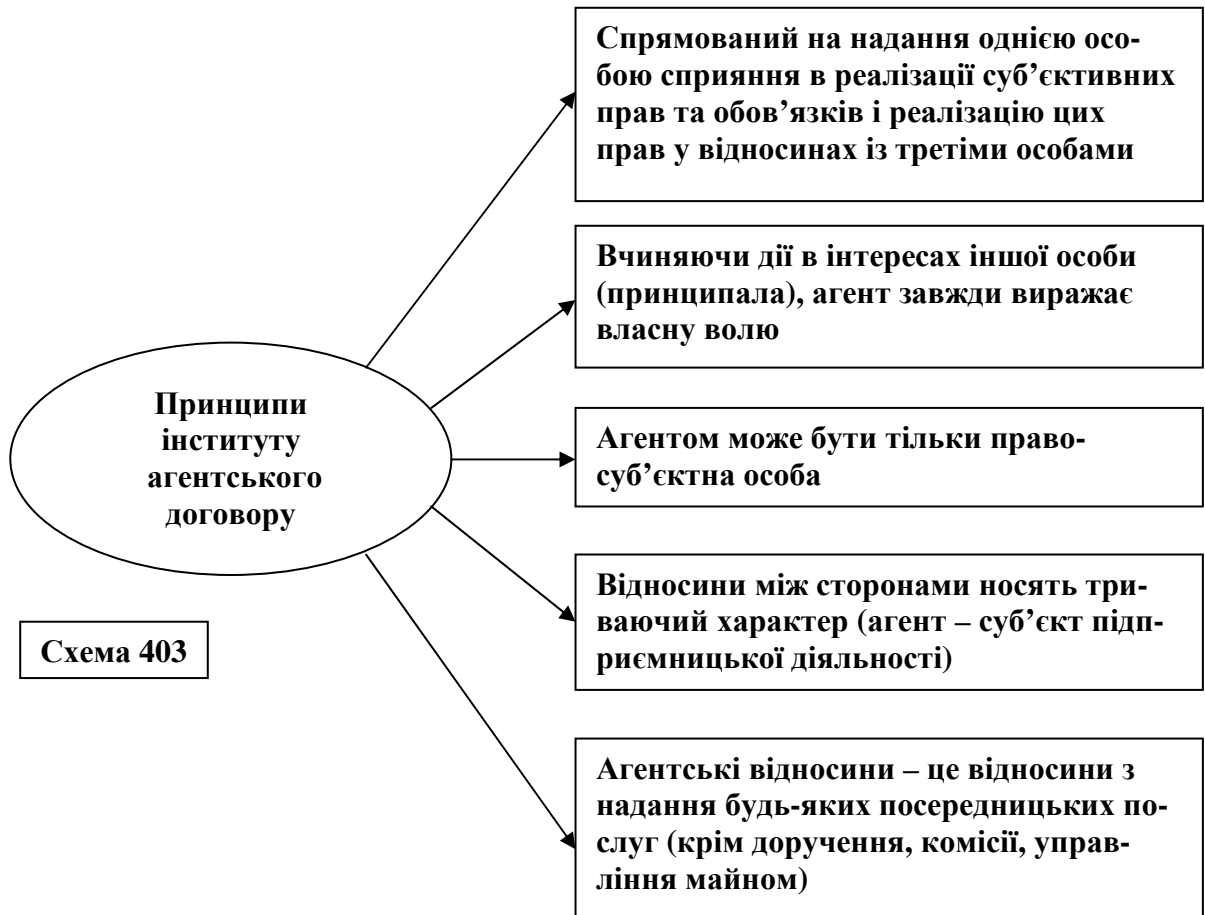 Спрямований на надання однією осо-
бою сприяння в реалізації суб’єктивних
прав та обов’язків і реалізацію цих
прав у відносинах із третіми особами
Вчиняючи дії в інтересах іншої особи
(принципала), агент завжди виражає
власну волю
Принципи
інституту
агентського
договору
Агентом може бути тільки право-
суб’єктна особа
Відносини між сторонами носять три-
ваючий характер (агент – суб’єкт підп-
риємницької діяльності)
Схема 403
Агентські відносини – це відносини з
надання будь-яких посередницьких по-
слуг (крім доручення, комісії, управ-
ління майном)